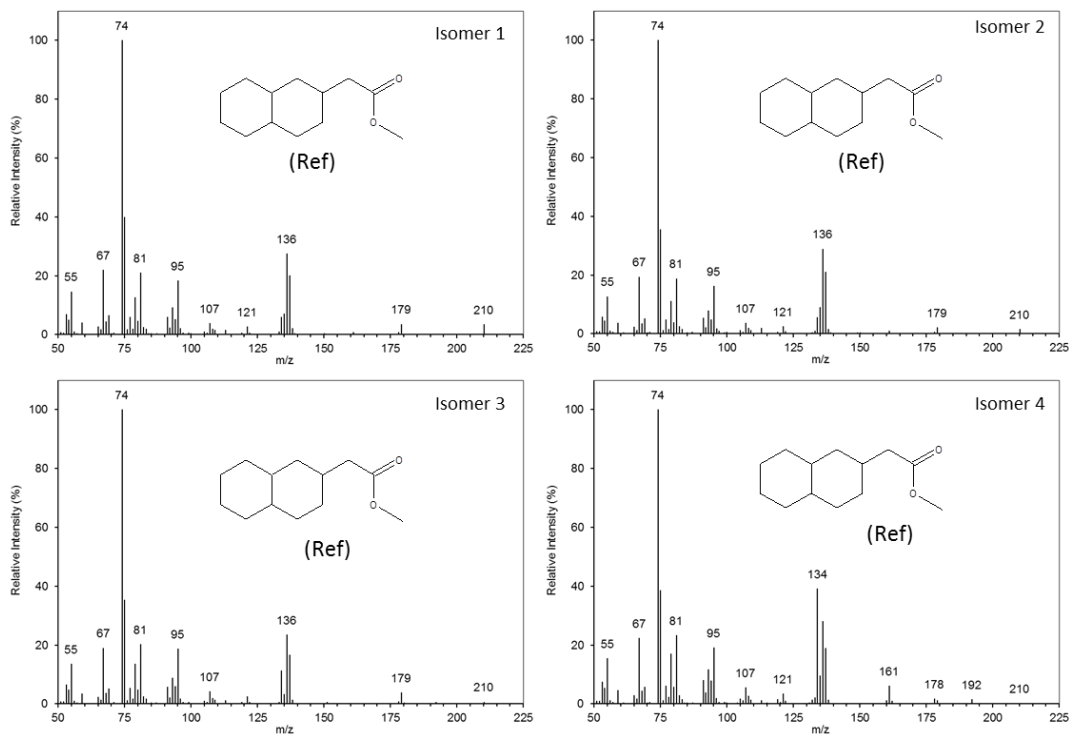 Isomer 1
74
100
80
60
40
20
0
Relative Intensity (%)
O
O
(Ref)
55
67
81
95
107
121
136
179
210
50 75 100 125 150 175 200 225
m/z
Isomer 2
74
100
80
60
40
20
0
Relative Intensity (%)
O
O
(Ref)
55
67
81
95
107
121
136
179
210
50 75 100 125 150 175 200 225
m/z
Isomer 3
74
100
80
60
40
20
0
Relative Intensity (%)
O
O
(Ref)
55
67
81
95
107
136
179
210
50 75 100 125 150 175 200 225
m/z
Isomer 4
74
100
80
60
40
20
0
Relative Intensity (%)
O
O
(Ref)
55
67
81
95
107
121
134
161
178
192
210
50 75 100 125 150 175 200 225
m/z